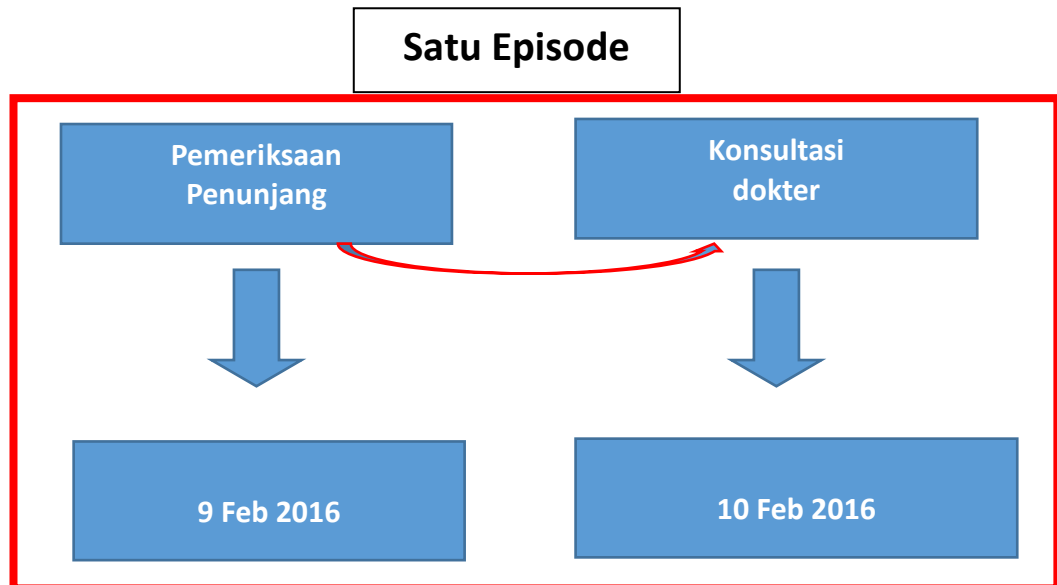 Satu Episode
Pemeriksaan
Penunjang
Konsultasi
dokter
9 Feb 2016
10 Feb 2016